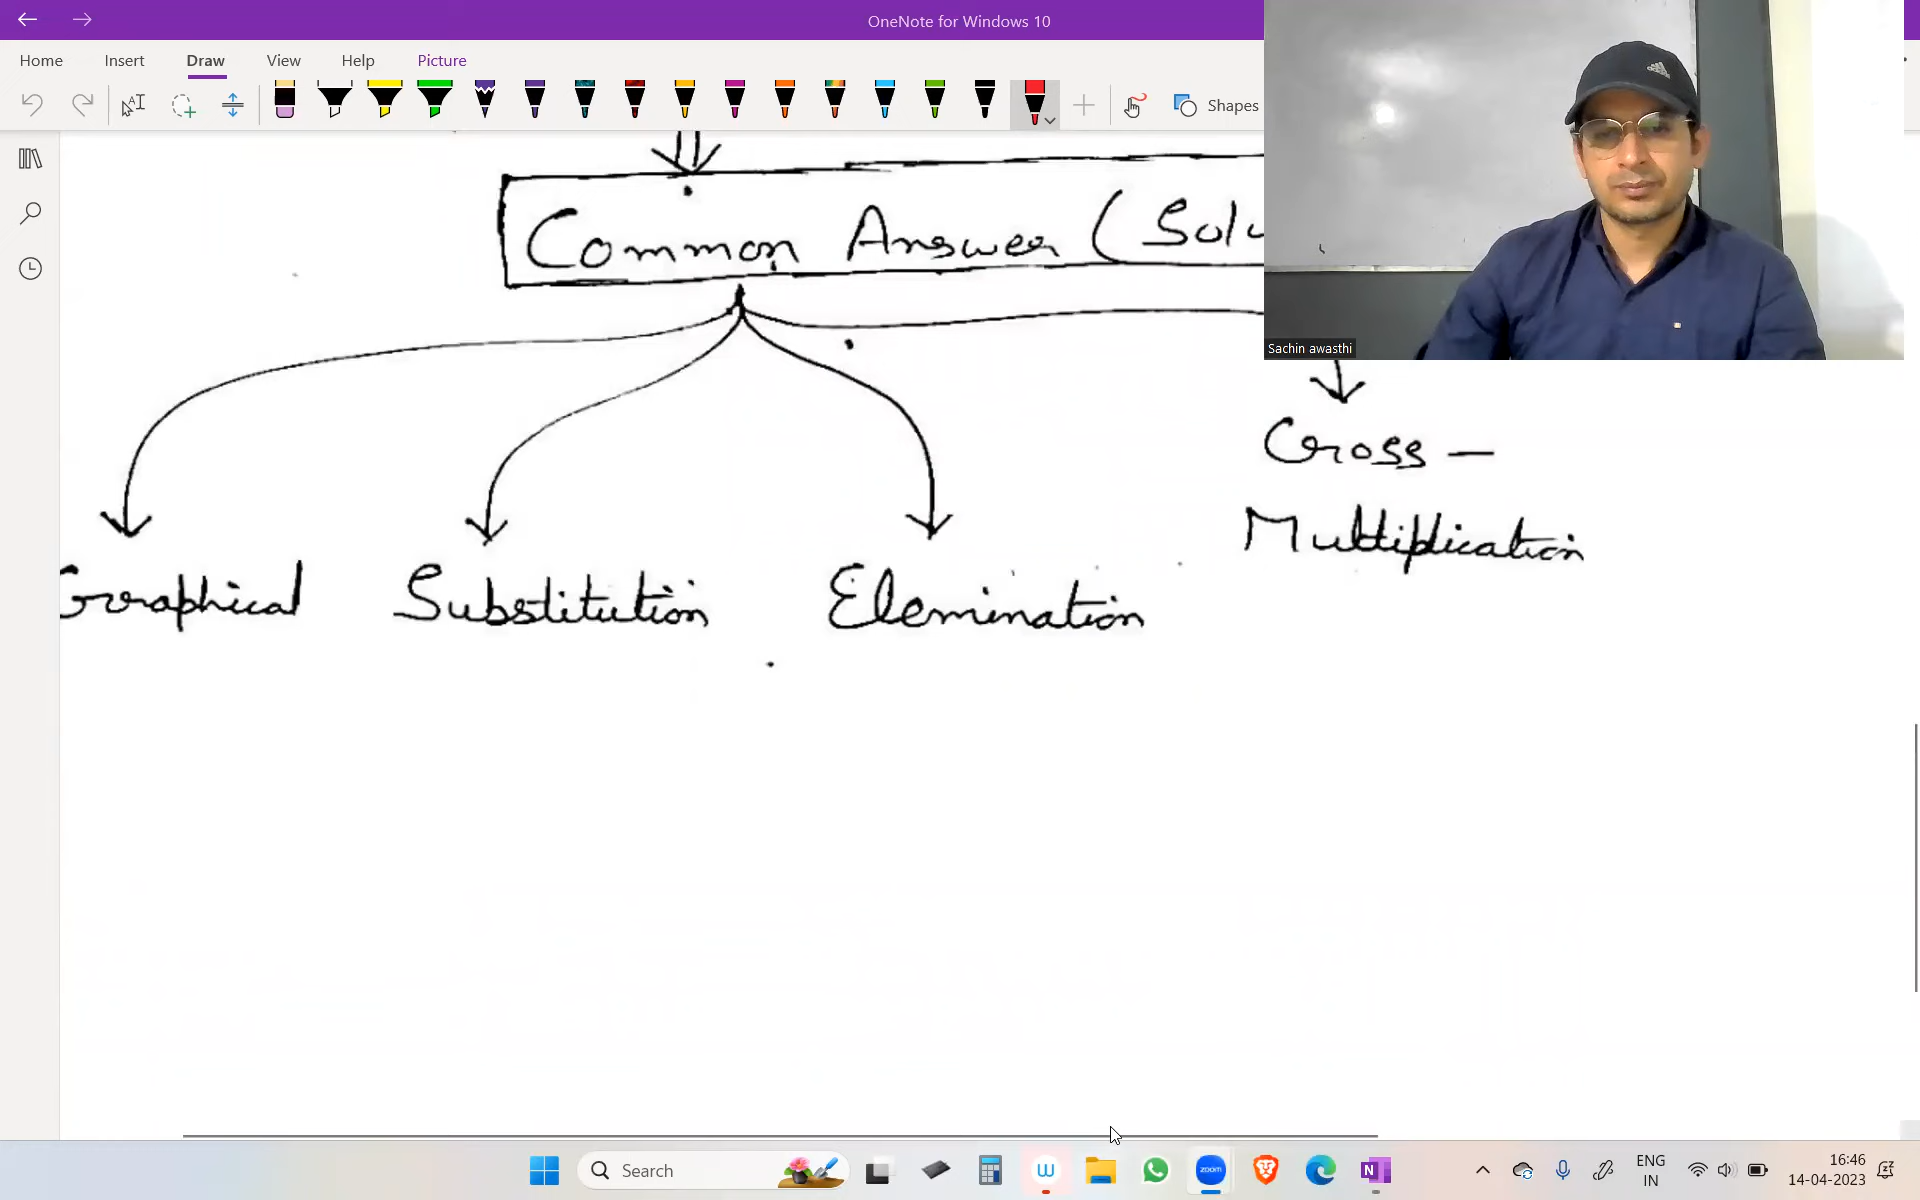 OneNote for Windows 10
Home Insert Draw View Help Picture
Shapes
Common Answer (Solu
Sachin awasthi
Cross -
Multiplication
Graphical Substitution Elemination
Search
zoom
ENG
IN
16:46
14-04-2023